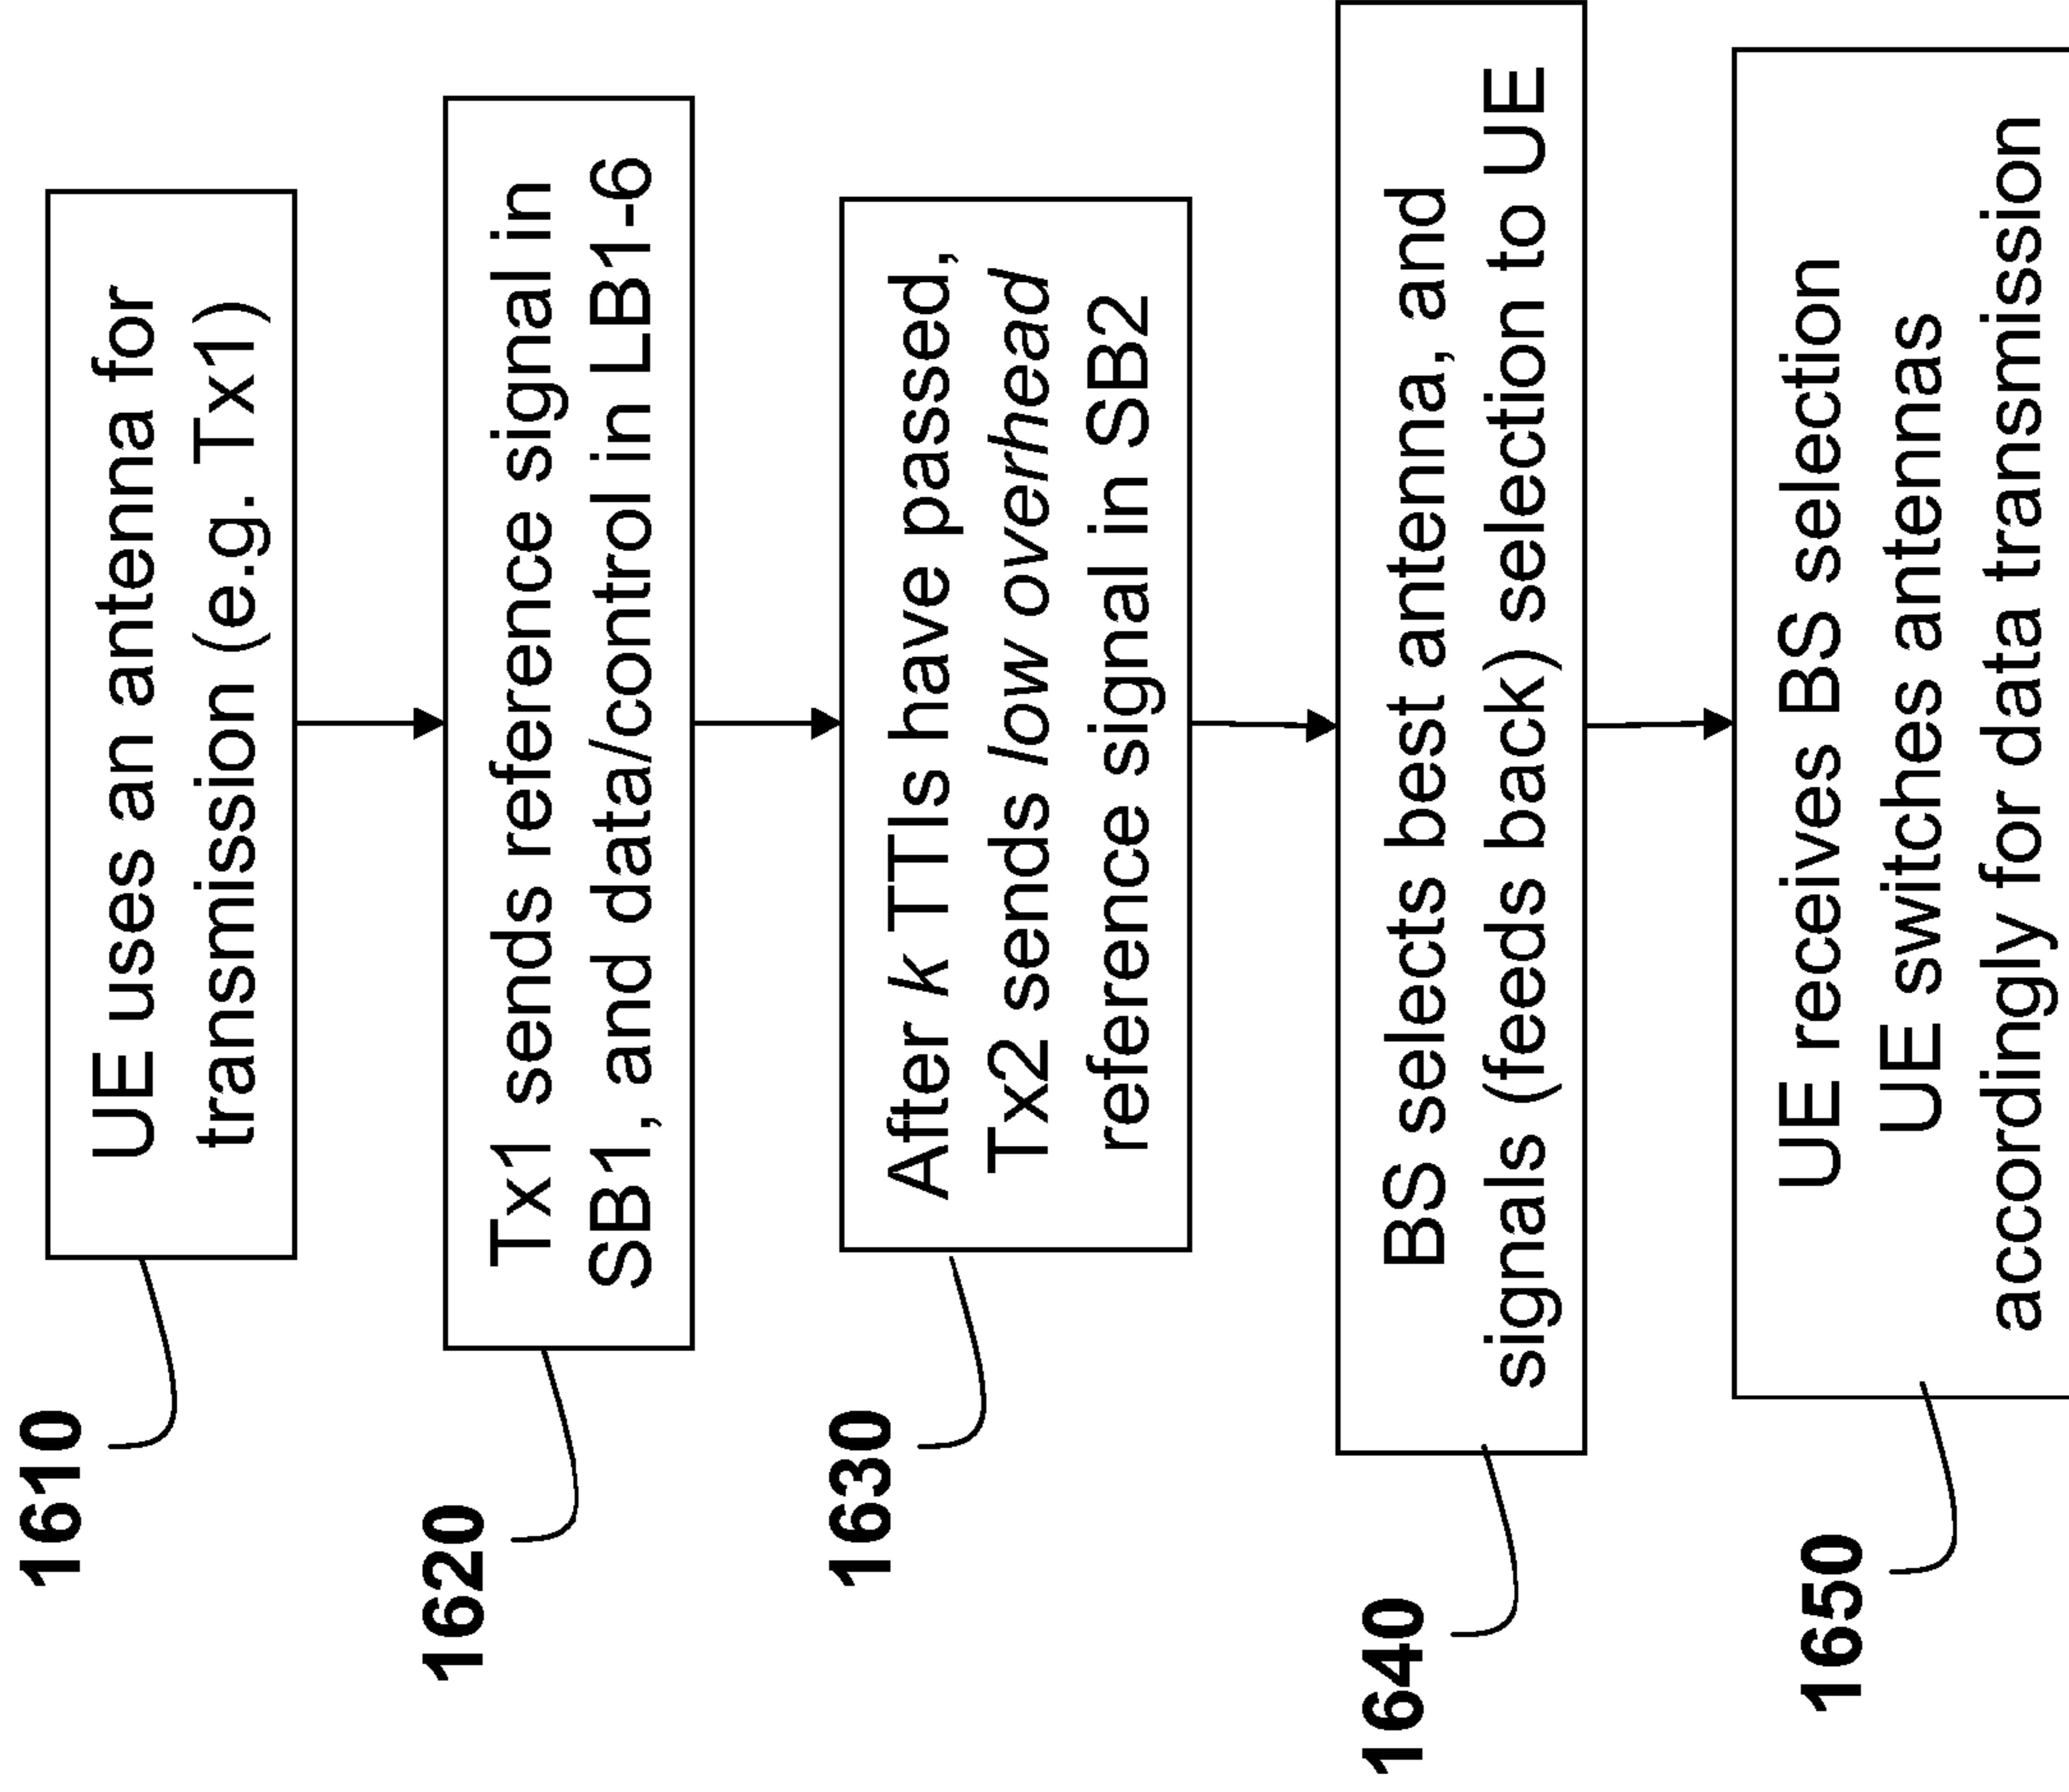 1610
UE uses an antenna for
transmission (e.g. Tx1)
1620
Tx1 sends reference signal in
SB1, and data/control in LB1-6
1630
After k TTIs have passed,
Tx2 sends low overhead
reference signal in SB2
1640
BS selects best antenna, and
signals (feeds back) selection to UE
1650
UE receives BS selection
UE switches antennas
accordingly for data transmission